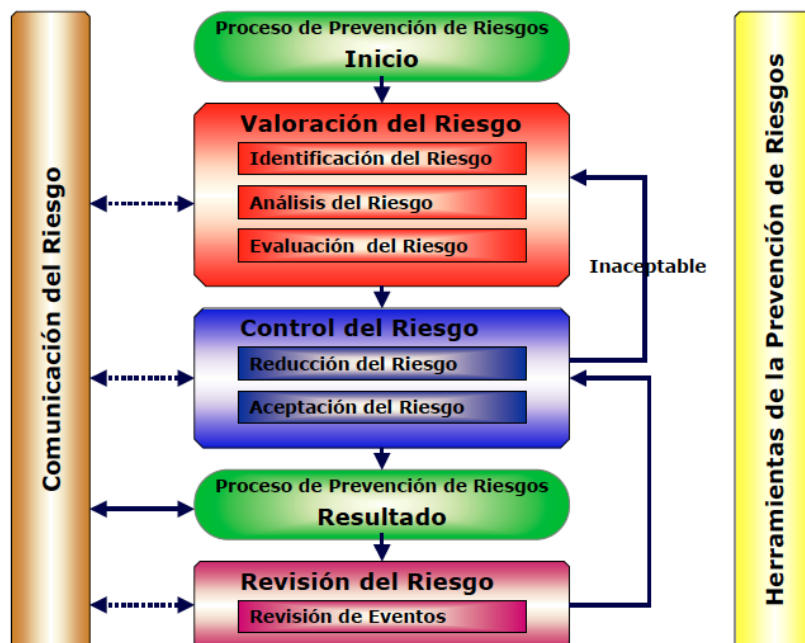 Comunicación del Riesgo
Proceso de Prevención de Riesgos
Inicio
Valoración del Riesgo
Identificación del Riesgo
Análisis del Riesgo
Evaluación del Riesgo
Inaceptable
Control del Riesgo
Reducción del Riesgo
Aceptación del Riesgo
Proceso de Prevención de Riesgos
Resultado
Revisión del Riesgo
Revisión de Eventos
Herramientas de la Prevención de Riesgos